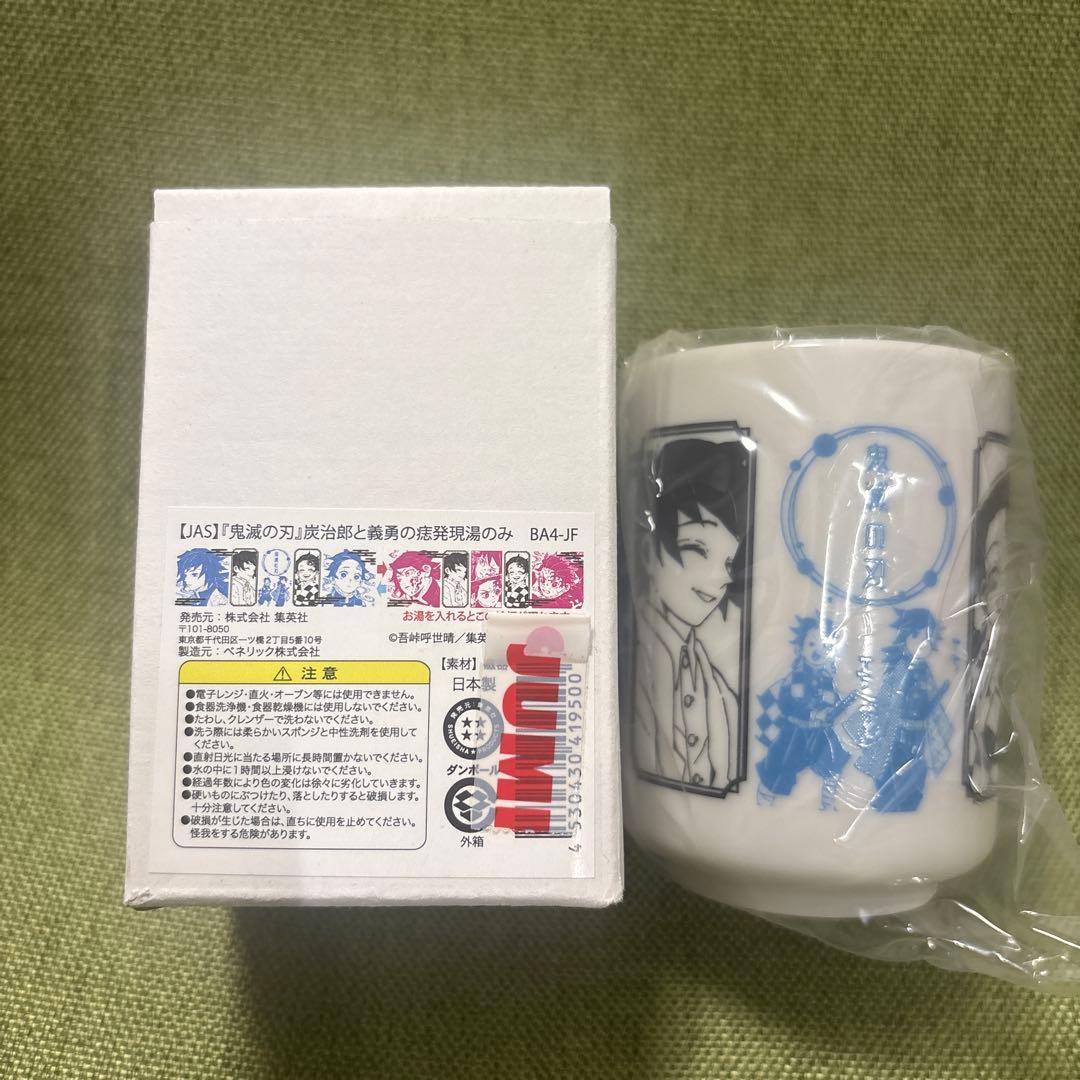 【JAS】『鬼滅の刃』炭治郎と義勇の痣発現湯のみ BA4-JF
お湯を入れるとこの
発売元：株式会社 集英社
〒101-8050
東京都千代田区一ツ橋2丁目5番10号
製造元：ベネリック株式会社
©吾峠呼世晴／集英
⚠ 注意
●電子レンジ・直火・オーブン等には使用できません。
●食器洗浄機・食器乾燥機には使用しないでください。
●たわし、クレンザーで洗わないでください。
●洗う際には柔らかいスポンジと中性洗剤を使用して
ください。
●直射日光に当たる場所に長時間置かないでください。
●水の中に1時間以上浸けないでください。
●経過年数により色の変化は徐々に劣化していきます。
●硬いものにぶつけたり、落としたりすると破損します。
十分注意してください。
●破損が生じた場合は、直ちに使用を止めてください。
怪我をする危険があります。
【素材】
日本製
SHUEISHA
ダンボール
外箱
JUMP
4530430419500